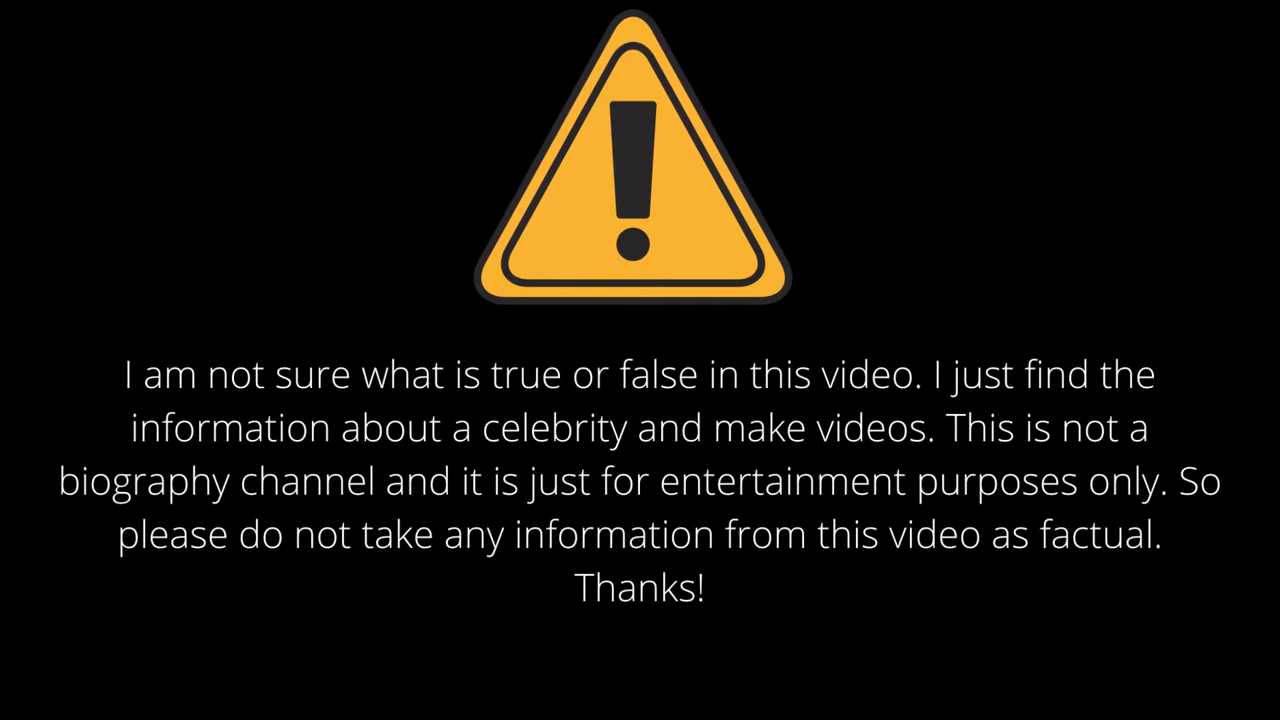 I am not sure what is true or false in this video. I just find the
information about a celebrity and make videos. This is not a
biography channel and it is just for entertainment purposes only. So
please do not take any information from this video as factual.
Thanks!